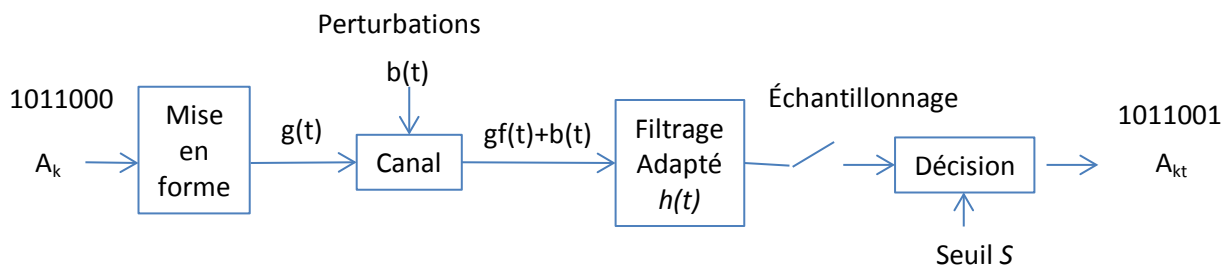 Perturbations
b(t)
1011000
A_k
Mise
en
forme
g(t)
Canal
gf(t)+b(t)
Filtrage
Adapté
h(t)
Échantillonnage
Décision
Seuil S
1011001
A_kt